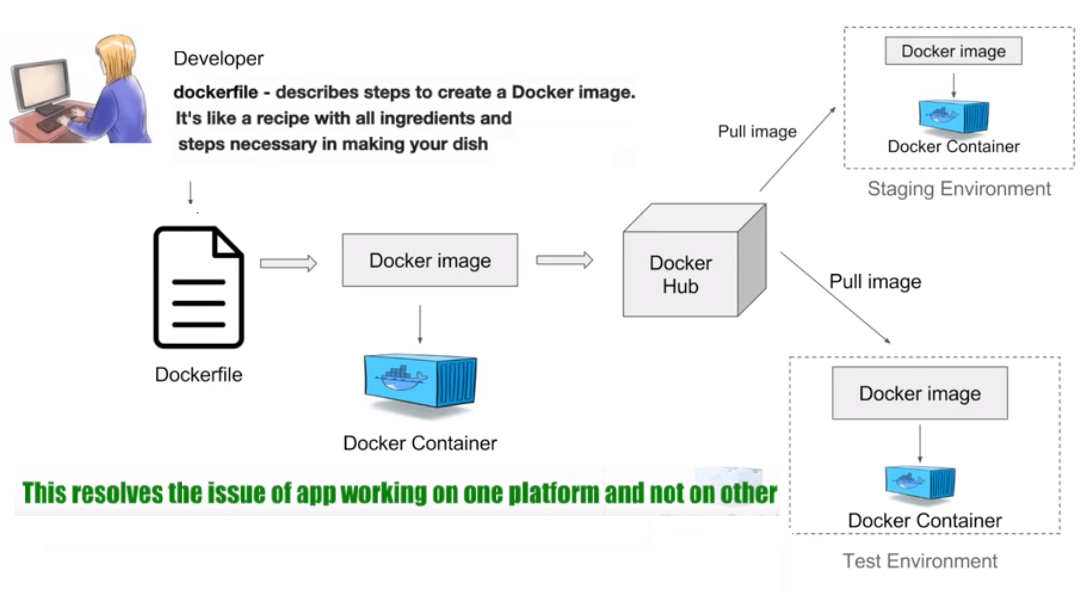 Developer
dockerfile - describes steps to create a Docker image.
It's like a recipe with all ingredients and
steps necessary in making your dish
Dockerfile
Docker image
Docker Container
Docker
Hub
Pull image
Docker image
Docker Container
Staging Environment
Pull image
Docker image
Docker Container
Test Environment
This resolves the issue of app working on one platform and not on other